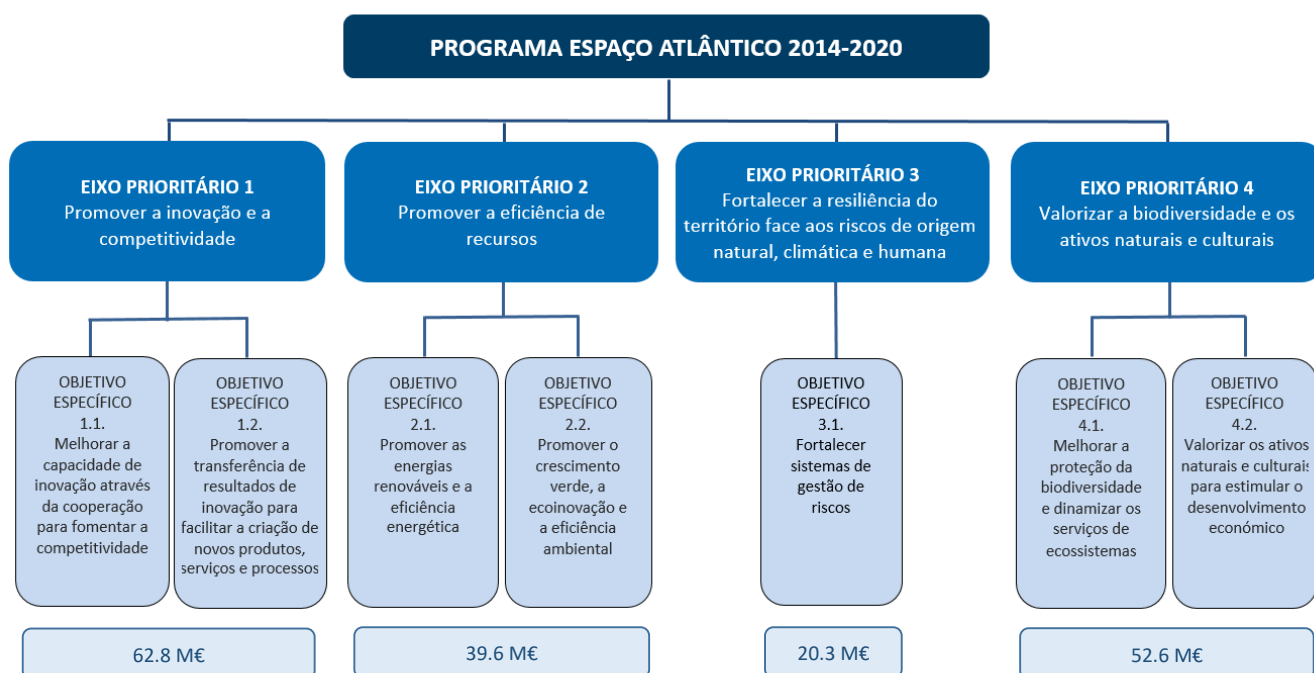 PROGRAMA ESPAÇO ATLÂNTICO 2014-2020
EIXO PRIORITÁRIO 1
Promover a inovação e a
competitividade
EIXO PRIORITÁRIO 2
Promover a eficiência de
recursos
EIXO PRIORITÁRIO 3
Fortalecer a resiliência do
território face aos riscos de origem
natural, climática e humana
EIXO PRIORITÁRIO 4
Valorizar a biodiversidade e os
ativos naturais e culturais
OBJETIVO
ESPECÍFICO
1.1.
Melhorar a
capacidade de
inovação através
da cooperação
para fomentar a
competitividade
OBJETIVO
ESPECÍFICO
1.2.
Promover a
transferência de
resultados de
inovação para
facilitar a criação de
novos produtos,
serviços e processos
OBJETIVO
ESPECÍFICO
2.1.
Promover as
energias
renováveis e a
eficiência
energética
OBJETIVO
ESPECÍFICO
2.2.
Promover o
crescimento
verde, a
ecoinovação e
a eficiência
ambiental
OBJETIVO
ESPECÍFICO
3.1.
Fortalecer
sistemas de
gestão de
riscos
OBJETIVO
ESPECÍFICO
4.1.
Melhorar a
proteção da
biodiversidade
e dinamizar os
serviços de
ecossistemas
OBJETIVO
ESPECÍFICO
4.2.
Valorizar os ativos
naturais e culturais
para estimular o
desenvolvimento
económico
62.8 M€
39.6 M€
20.3 M€
52.6 M€